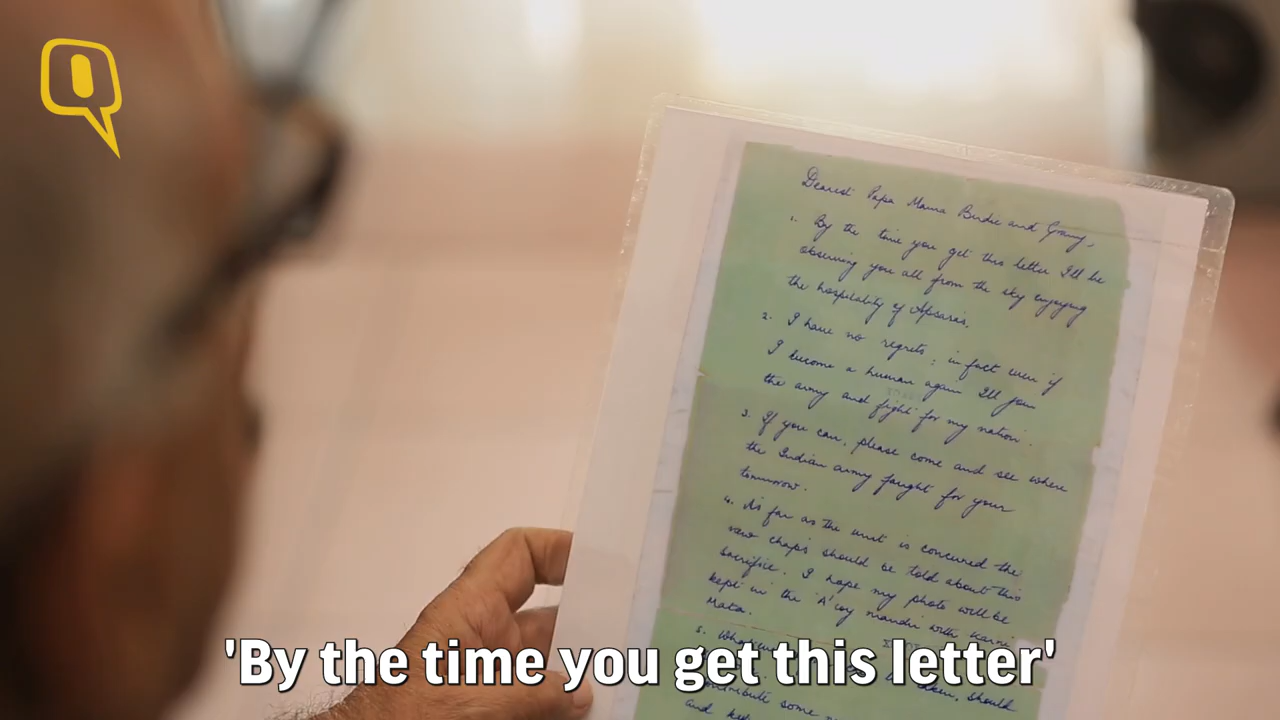 Dearest Papa Mama Birdie and Granny,
1. By the time you get this letter I'll be
observing you all from the sky enjoying
the hospitality of Apsaras.
2. I have no regrets, in fact even if
I become a human again I'll join
the army and fight for my nation.
3. If you can, please come and see where
the Indian army fought for your
tomorrow.
4. As far as the unit is concerned the
new chaps should be told about this
sacrifice. I hope my photo will be
kept in the 'A' coy mandir with Karni
Mata.
5. should
some
and
'By the time you get this letter'